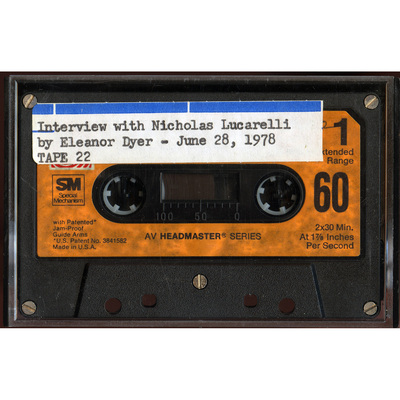 Interview with Nicholas Lucarelli
by Eleanor Dyer - June 28, 1978
TAPE 22
1
Extended
Range
60
SM
Special
Mechanism
100 50 0
with Patented*
Jam-Proof
Guide Arms
*U.S. Patent No. 3841582
Made in U.S.A.
AV HEADMASTER® SERIES
2x30 Min.
At 1⅞ Inches
Per Second